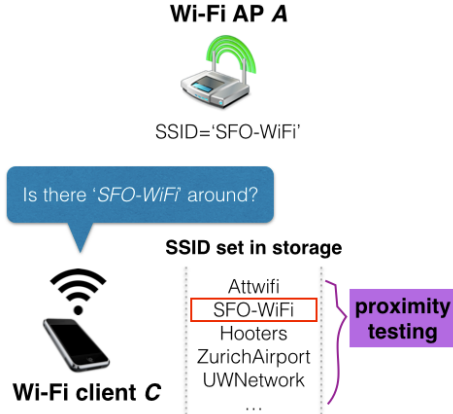 Wi-Fi AP A
SSID='SFO-WiFi'
Is there 'SFO-WiFi' around?
SSID set in storage
Attwifi
SFO-WiFi
Hooters
ZurichAirport
UWNetwork
...
proximity
testing
Wi-Fi client C